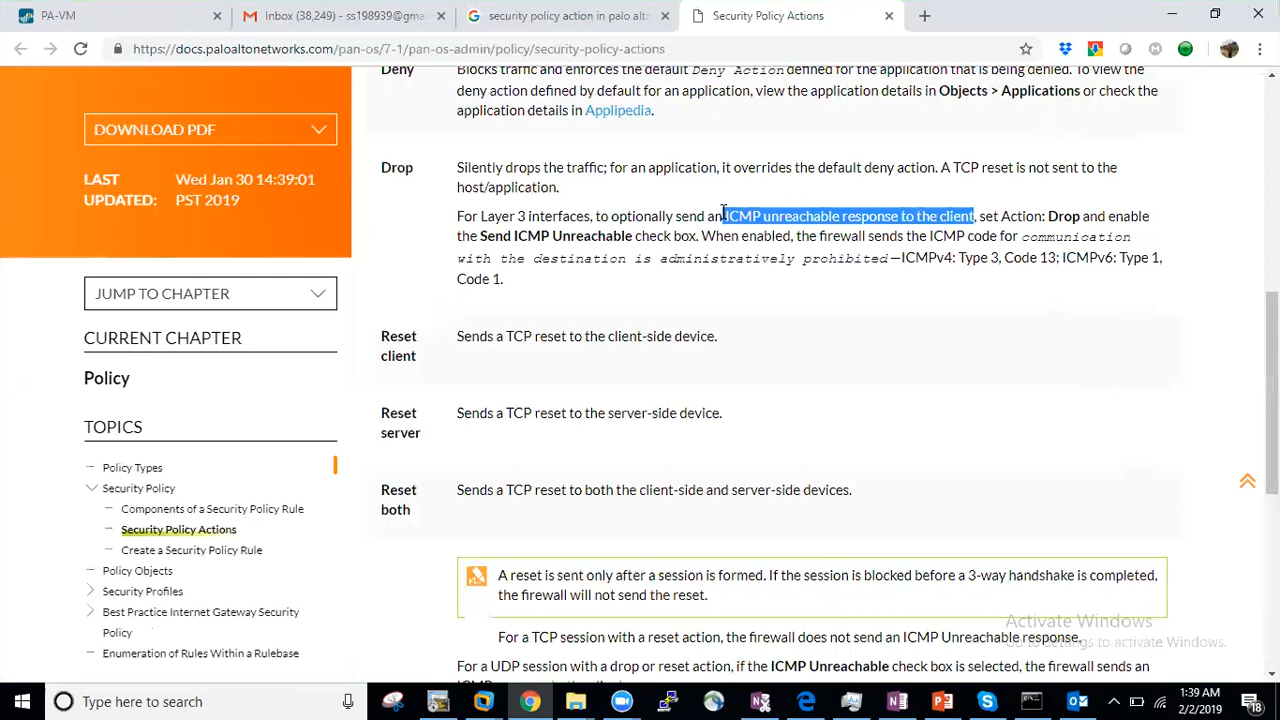 PA-VM
Inbox (38,249) - ss198939@gma
security policy action in palo alto
Security Policy Actions
https://docs.paloaltonetworks.com/pan-os/7-1/pan-os-admin/policy/security-policy-actions
DOWNLOAD PDF
LAST UPDATED:
Wed Jan 30 14:39:01
PST 2019
JUMP TO CHAPTER
CURRENT CHAPTER
Policy
TOPICS
Policy Types
Security Policy
Components of a Security Policy Rule
Security Policy Actions
Create a Security Policy Rule
Policy Objects
Security Profiles
Best Practice Internet Gateway Security
Policy
Enumeration of Rules Within a Rulebase
Deny
Blocks traffic and enforces the default Deny Action defined for the application that is being denied. To view the
deny action defined by default for an application, view the application details in Objects > Applications or check the
application details in Applipedia.
Drop
Silently drops the traffic; for an application, it overrides the default deny action. A TCP reset is not sent to the
host/application.
For Layer 3 interfaces, to optionally send an ICMP unreachable response to the client, set Action: Drop and enable
the Send ICMP Unreachable check box. When enabled, the firewall sends the ICMP code for communication
with the destination is administratively prohibited—ICMPv4: Type 3, Code 13; ICMPv6: Type 1,
Code 1.
Reset
client
Sends a TCP reset to the client-side device.
Reset
server
Sends a TCP reset to the server-side device.
Reset
both
Sends a TCP reset to both the client-side and server-side devices.
A reset is sent only after a session is formed. If the session is blocked before a 3-way handshake is completed,
the firewall will not send the reset.
For a TCP session with a reset action, the firewall does not send an ICMP Unreachable response.
For a UDP session with a drop or reset action, if the ICMP Unreachable check box is selected, the firewall sends an
Activate Windows
Go to Settings to activate Windows.
Type here to search
1:39 AM
2/2/2019
18